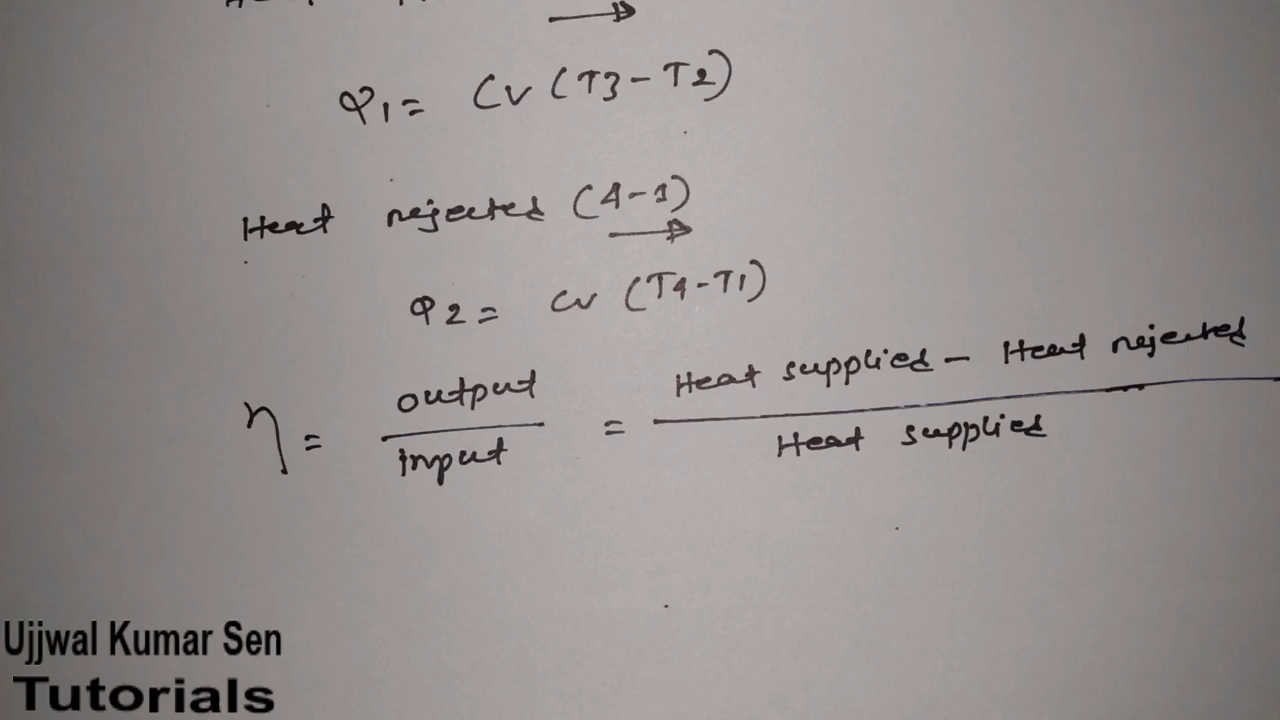 Q1 = Cv (T3 - T2)
Heat rejected (4-1)
Q2 = Cv (T4 - T1)
η = output / input = Heat supplied - Heat rejected / Heat supplied
Ujjwal Kumar Sen
Tutorials